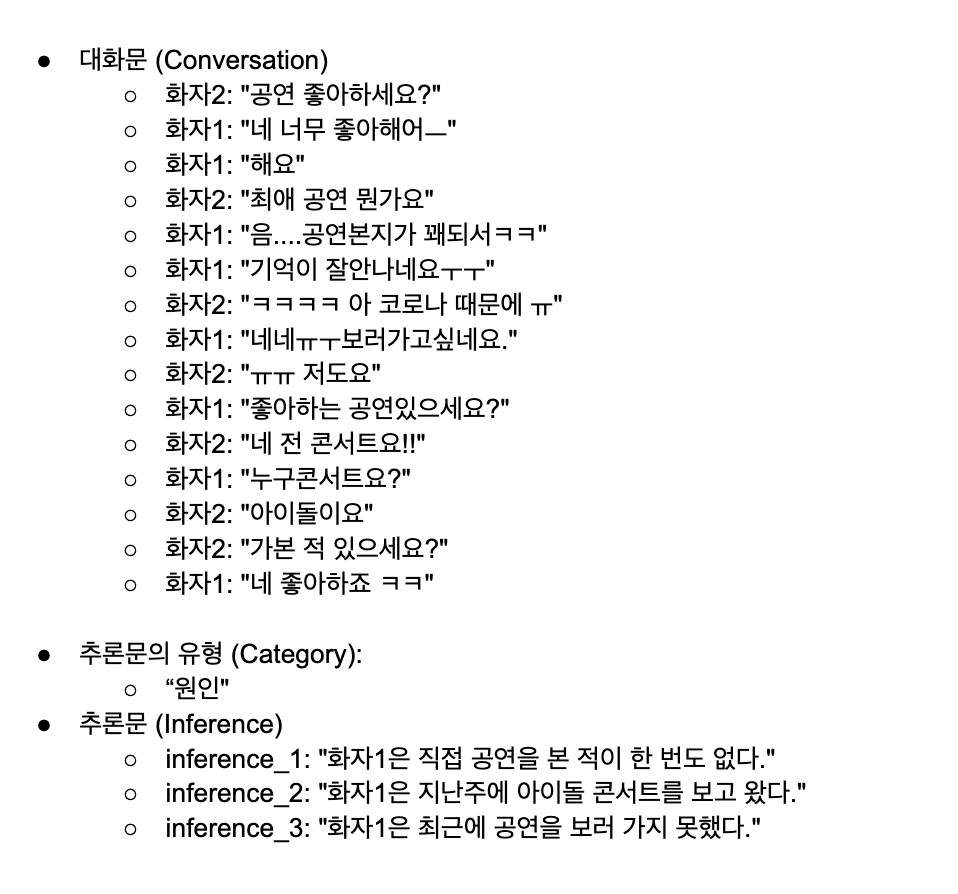 ● 대화문 (Conversation)
○ 화자2: "공연 좋아하세요?"
○ 화자1: "네 너무 좋아해어ㅡ"
○ 화자1: "해요"
○ 화자2: "최애 공연 뭔가요"
○ 화자1: "음....공연본지가 꽤되서ㅋㅋ"
○ 화자1: "기억이 잘안나네요ㅜㅜ"
○ 화자2: "ㅋㅋㅋㅋ 아 코로나 때문에 ㅠ"
○ 화자1: "네네ㅠㅜ보러가고싶네요."
○ 화자2: "ㅠㅠ 저도요"
○ 화자1: "좋아하는 공연있으세요?"
○ 화자2: "네 전 콘서트요!!"
○ 화자1: "누구콘서트요?"
○ 화자2: "아이돌이요"
○ 화자2: "가본 적 있으세요?"
○ 화자1: "네 좋아하죠 ㅋㅋ"
● 추론문의 유형 (Category):
○ “원인"
● 추론문 (Inference)
○ inference_1: "화자1은 직접 공연을 본 적이 한 번도 없다."
○ inference_2: "화자1은 지난주에 아이돌 콘서트를 보고 왔다."
○ inference_3: "화자1은 최근에 공연을 보러 가지 못했다."